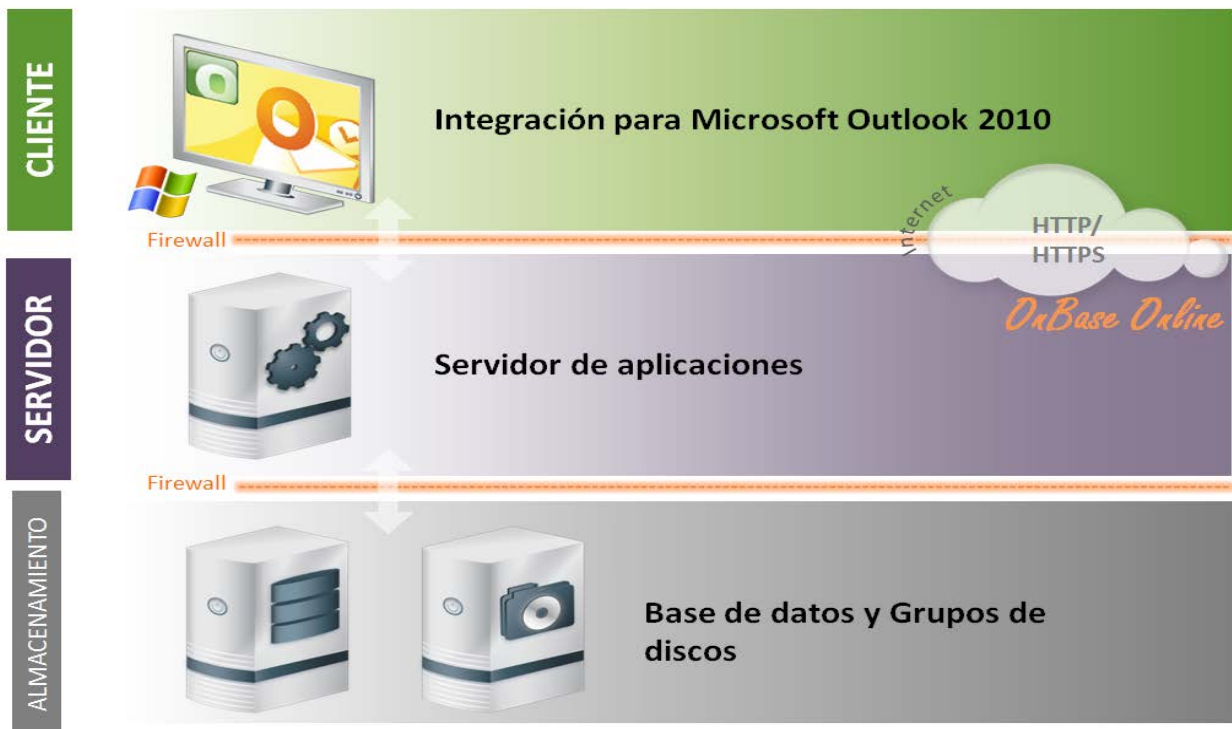 CLIENTE
Integración para Microsoft Outlook 2010
Internet
HTTP/
HTTPS
Firewall
OnBase Online
SERVIDOR
Servidor de aplicaciones
Firewall
ALMACENAMIENTO
Base de datos y Grupos de
discos